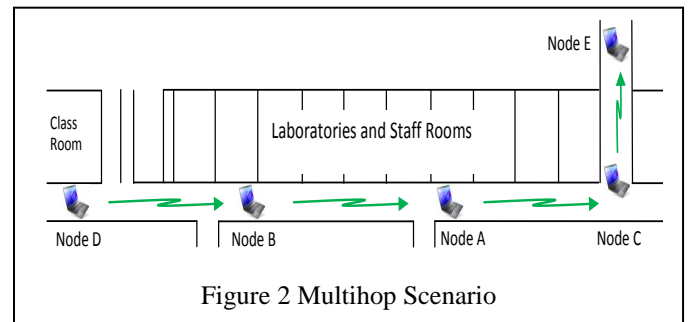 Node E
Class
Room
Laboratories and Staff Rooms
Node D
Node B
Node A
Node C
Figure 2 Multihop Scenario